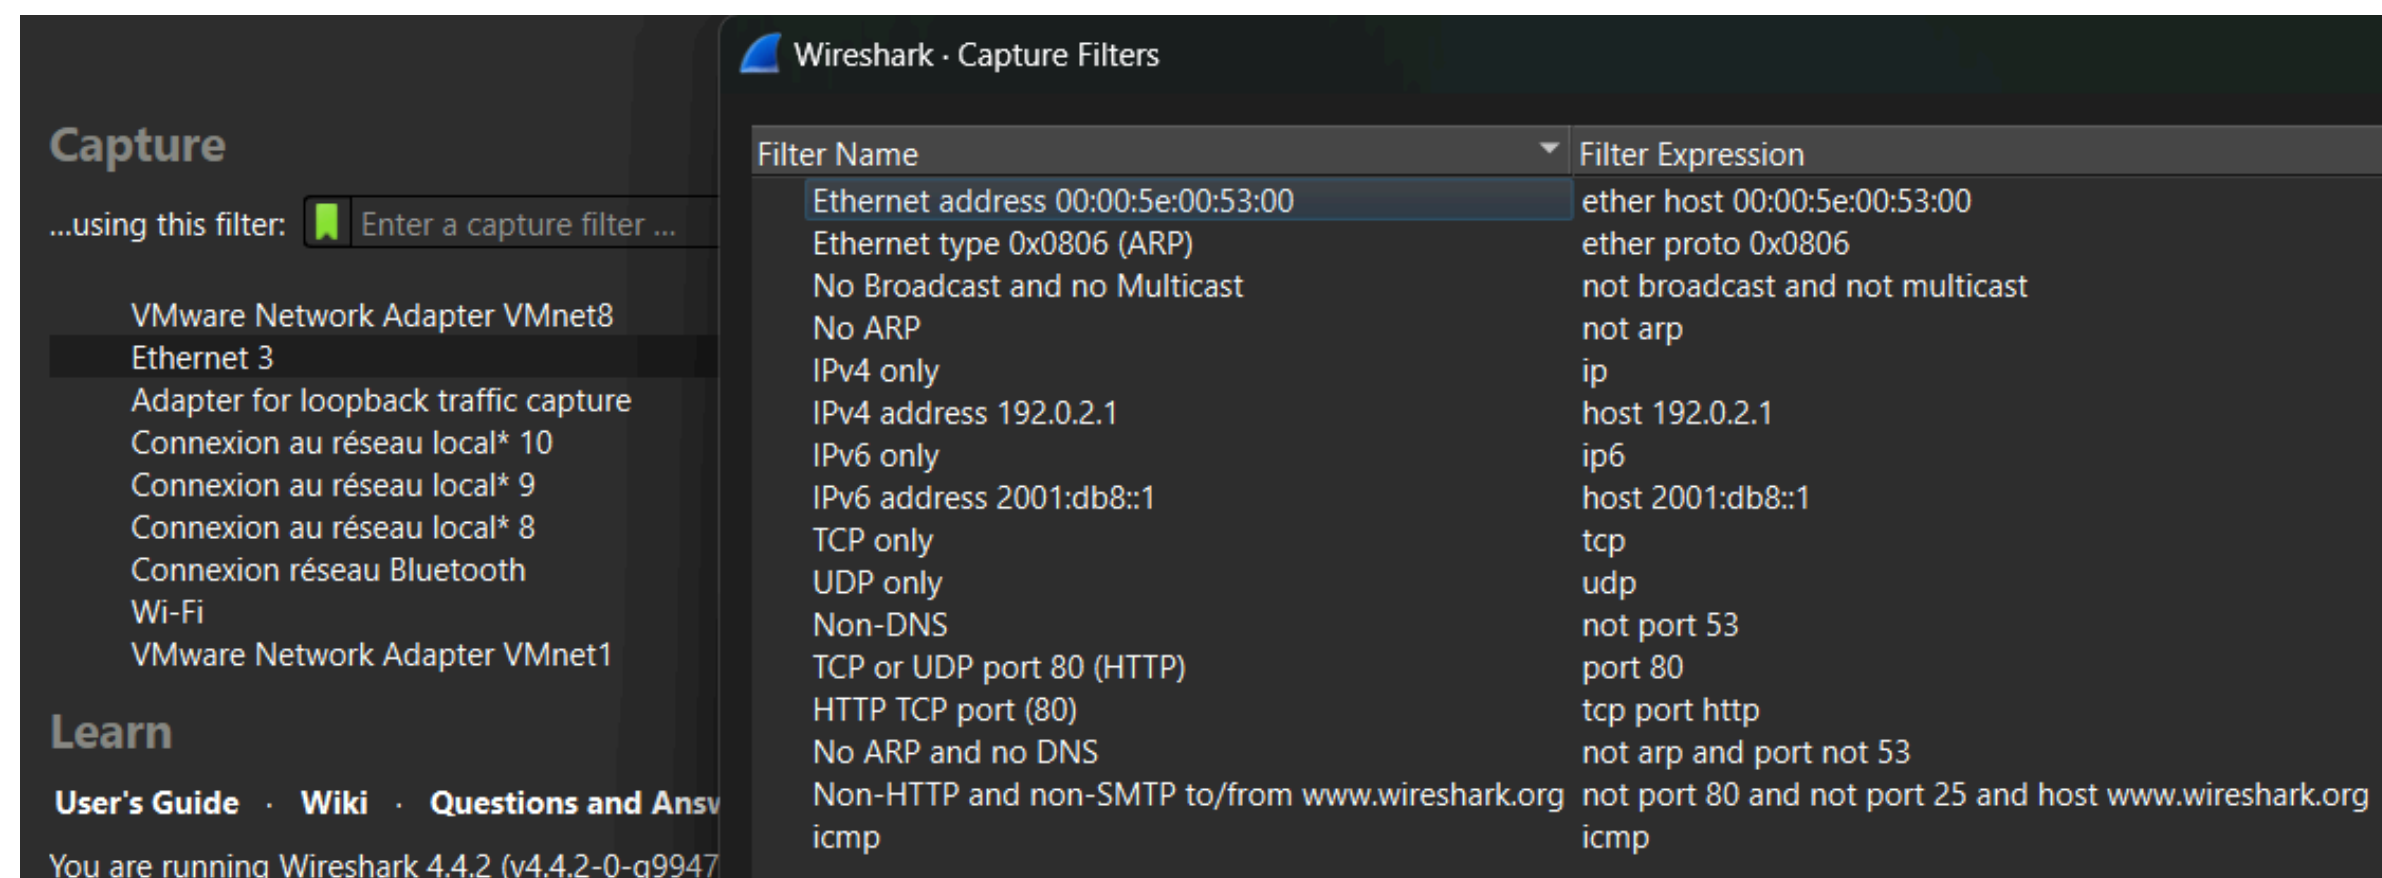 Capture
...using this filter: Enter a capture filter ...
VMware Network Adapter VMnet8
Ethernet 3
Adapter for loopback traffic capture
Connexion au réseau local* 10
Connexion au réseau local* 9
Connexion au réseau local* 8
Connexion réseau Bluetooth
Wi-Fi
VMware Network Adapter VMnet1
Learn
User's Guide · Wiki · Questions and Answ
You are running Wireshark 4.4.2 (v4.4.2-0-g9947
Wireshark · Capture Filters
Filter Name Filter Expression
Ethernet address 00:00:5e:00:53:00 ether host 00:00:5e:00:53:00
Ethernet type 0x0806 (ARP) ether proto 0x0806
No Broadcast and no Multicast not broadcast and not multicast
No ARP not arp
IPv4 only ip
IPv4 address 192.0.2.1 host 192.0.2.1
IPv6 only ip6
IPv6 address 2001:db8::1 host 2001:db8::1
TCP only tcp
UDP only udp
Non-DNS not port 53
TCP or UDP port 80 (HTTP) port 80
HTTP TCP port (80) tcp port http
No ARP and no DNS not arp and port not 53
Non-HTTP and non-SMTP to/from www.wireshark.org not port 80 and not port 25 and host www.wireshark.org
icmp icmp